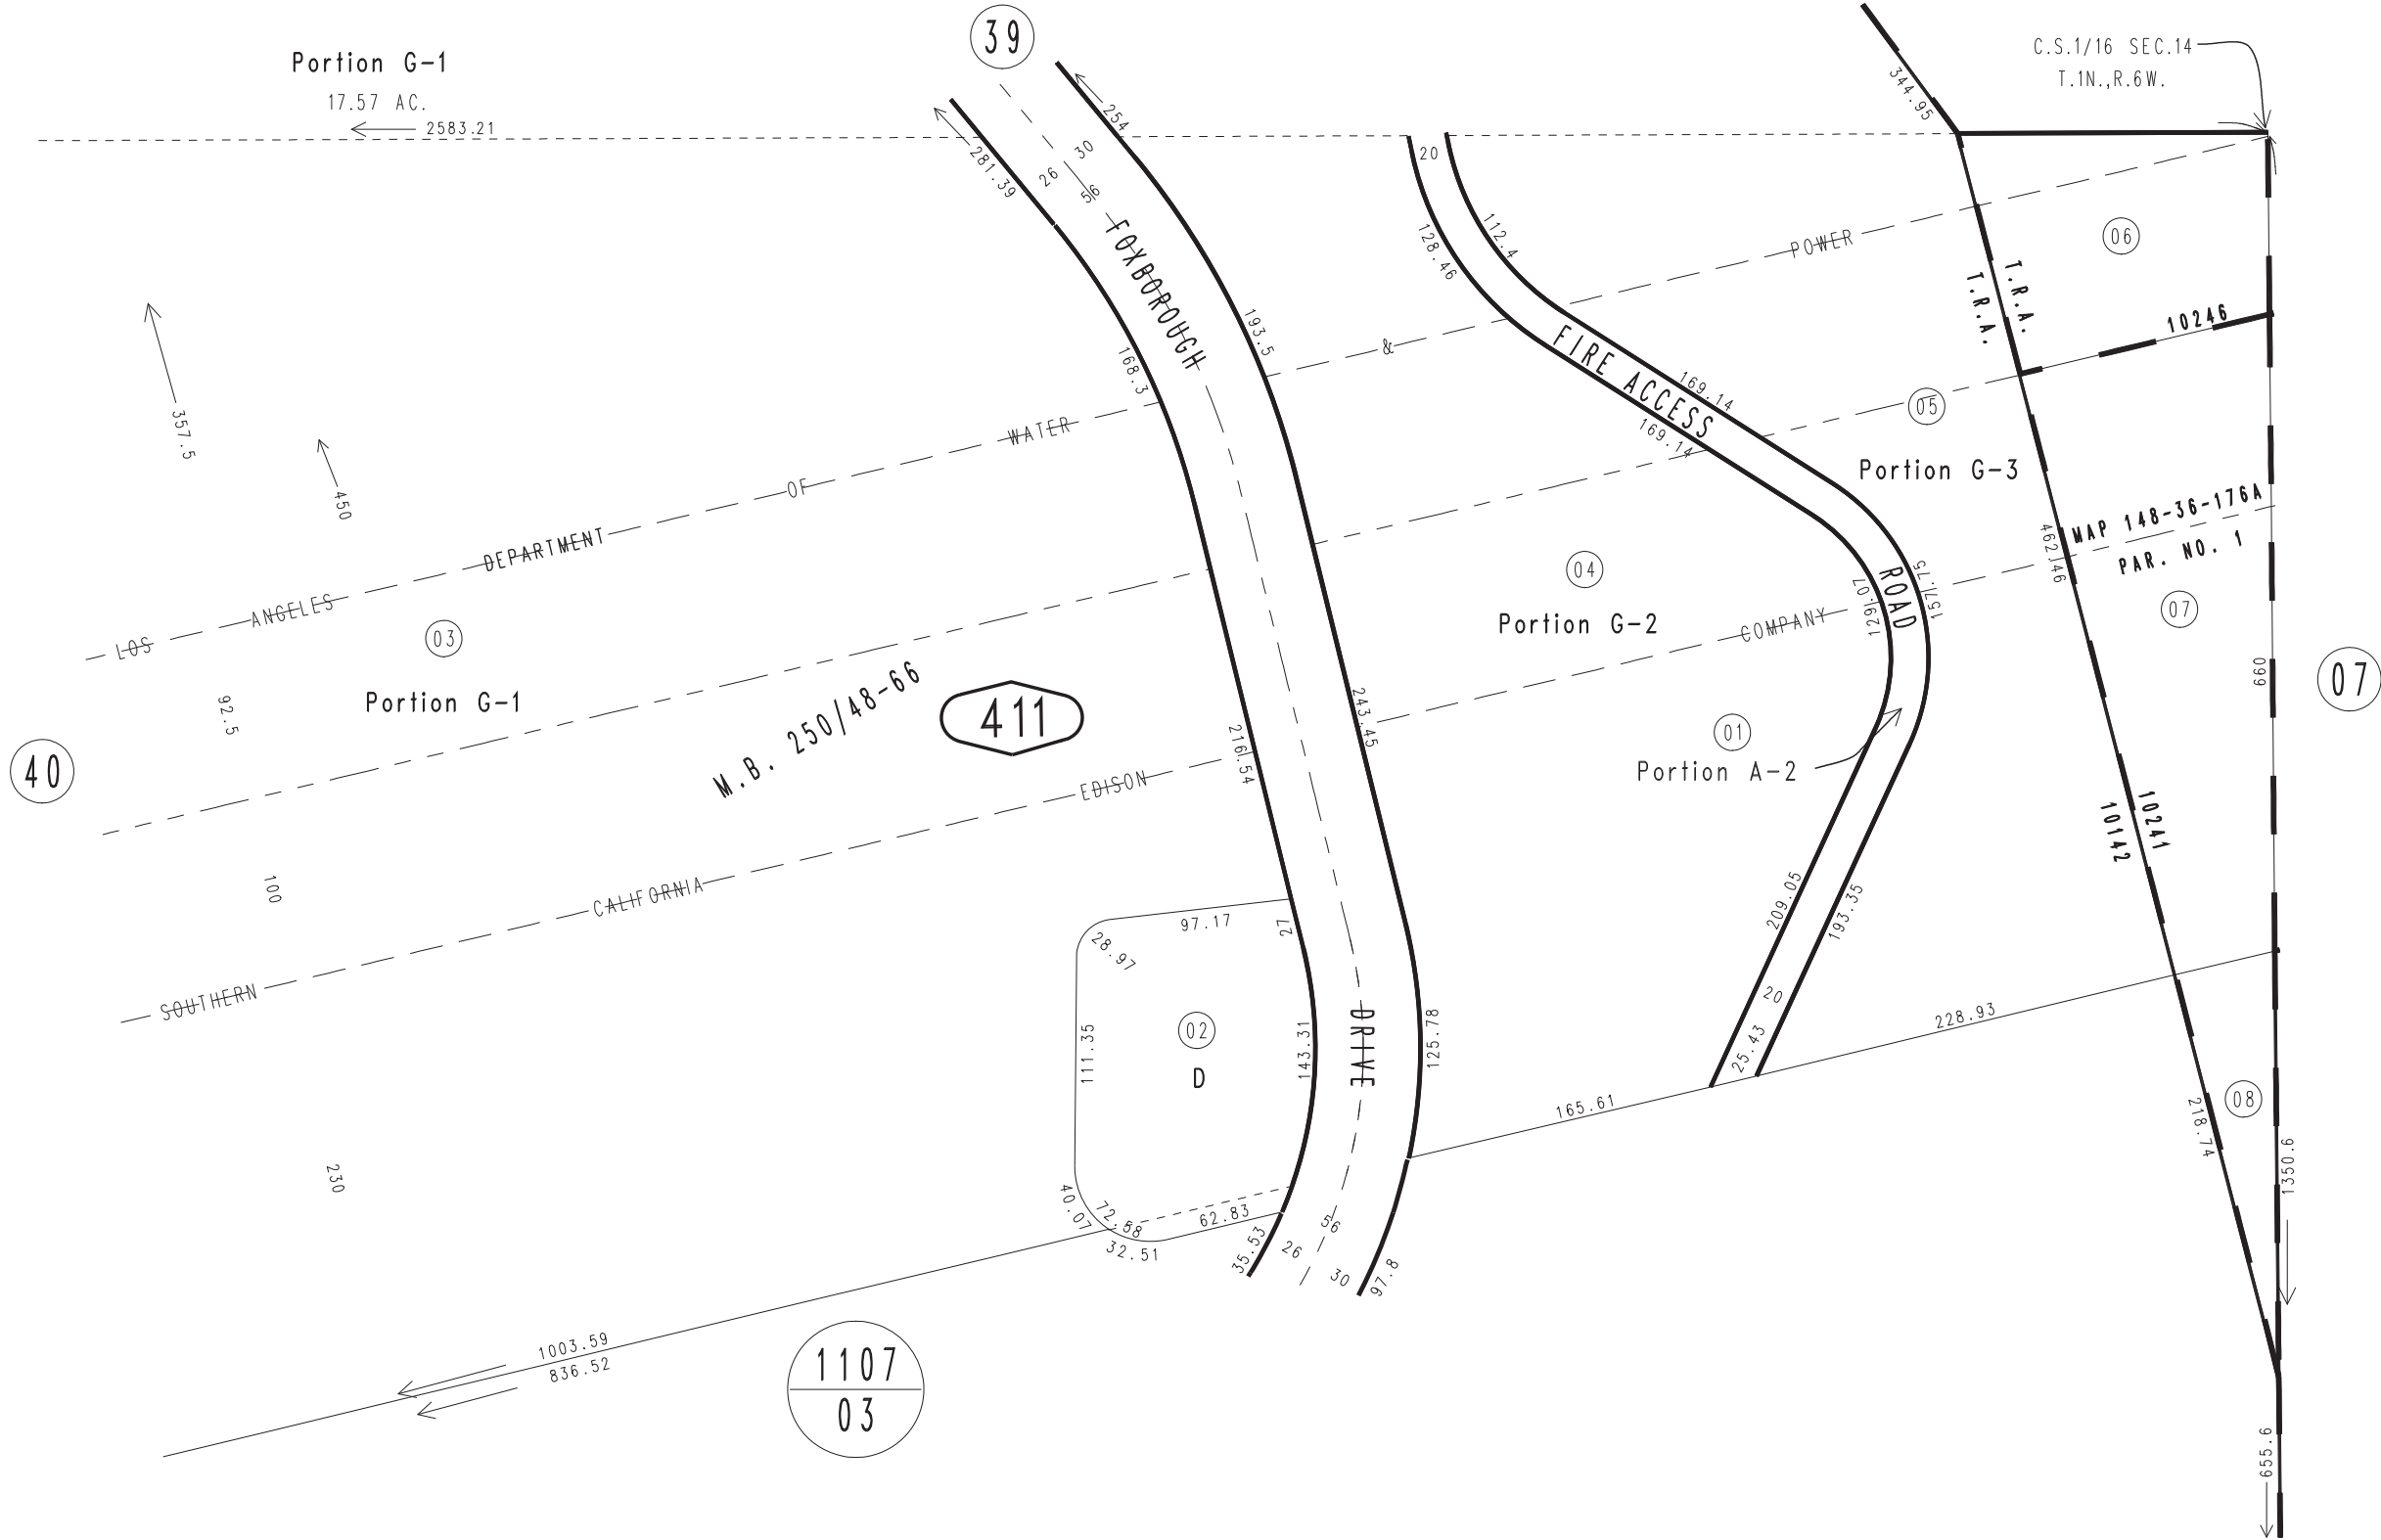 39
Portion G-1
17.57 AC.
2583.21
C.S.1/16 SEC.14
T.1N.,R.6W.
344.95
254
281.39
30
26
56
20
FOXBOROUGH
DRIVE
112.4
128.46
193.5
168.3
POWER
06
T.R.A.
T.R.A.
10246
357.5
450
&
WATER
OF
DEPARTMENT
ANGELES
LOS
FIRE ACCESS
ROAD
169.14
169.14
05
Portion G-3
MAP 148-36-176A
PAR. NO. 1
462.46
04
Portion G-2
COMPANY
129.07
157.75
07
660
07
03
Portion G-1
92.5
M.B. 250/48-66
411
40
216.54
243.45
EDISON
CALIFORNIA
SOUTHERN
01
Portion A-2
10241
10142
100
230
97.17
27
28.97
111.35
02
D
143.31
125.78
209.05
193.35
20
25.43
228.93
165.61
08
218.74
1350.6
40.07
72.58
32.51
62.83
35.53
56
26
30
97.8
1003.59
836.52
1107
03
655.6